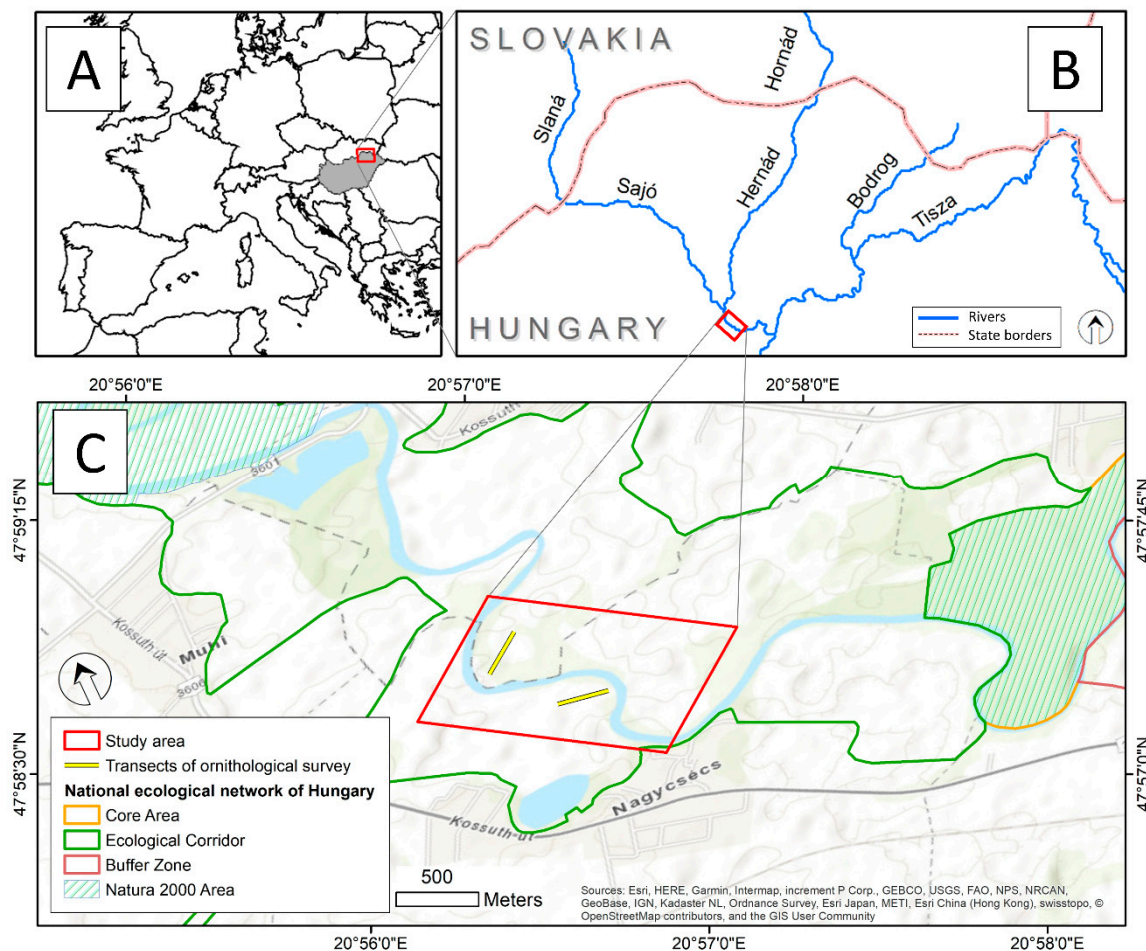 A
B
SLOVAKIA
HUNGARY
Slaná
Hornád
Sajó
Hernád
Bodrog
Tisza
Rivers
State borders
20°56'0"E
20°57'0"E
20°58'0"E
C
3601
Kossuth
Muhi
Kossuth út
3606
Nagycsécs
Kossuth-út
47°59'15"N
47°58'30"N
47°57'45"N
47°57'0"N
Study area
Transects of ornithological survey
National ecological network of Hungary
Core Area
Ecological Corridor
Buffer Zone
Natura 2000 Area
500
Meters
Sources: Esri, HERE, Garmin, Intermap, increment P Corp., GEBCO, USGS, FAO, NPS, NRCAN,
GeoBase, IGN, Kadaster NL, Ordnance Survey, Esri Japan, METI, Esri China (Hong Kong), swisstopo, ©
OpenStreetMap contributors, and the GIS User Community
20°56'0"E
20°57'0"E
20°58'0"E